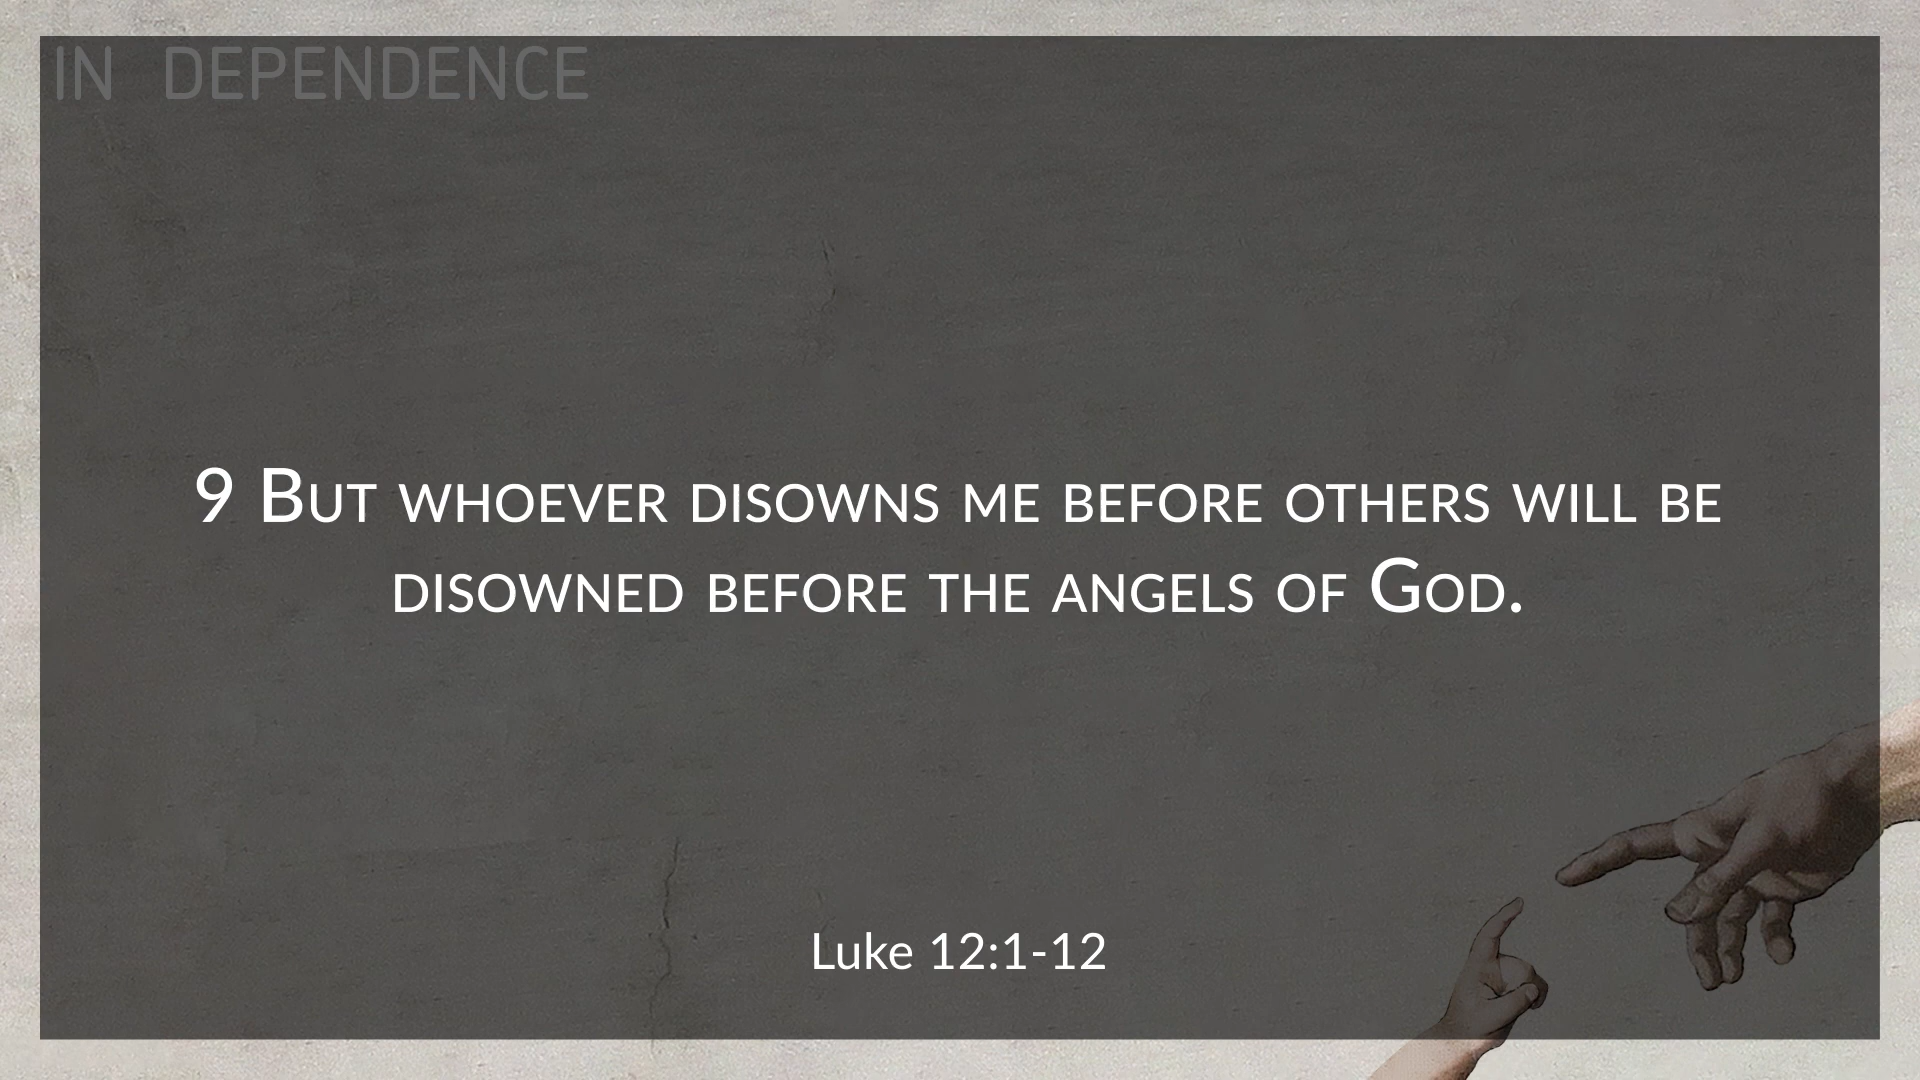 IN DEPENDENCE
9 But whoever disowns me before others will be
disowned before the angels of God.
Luke 12:1-12